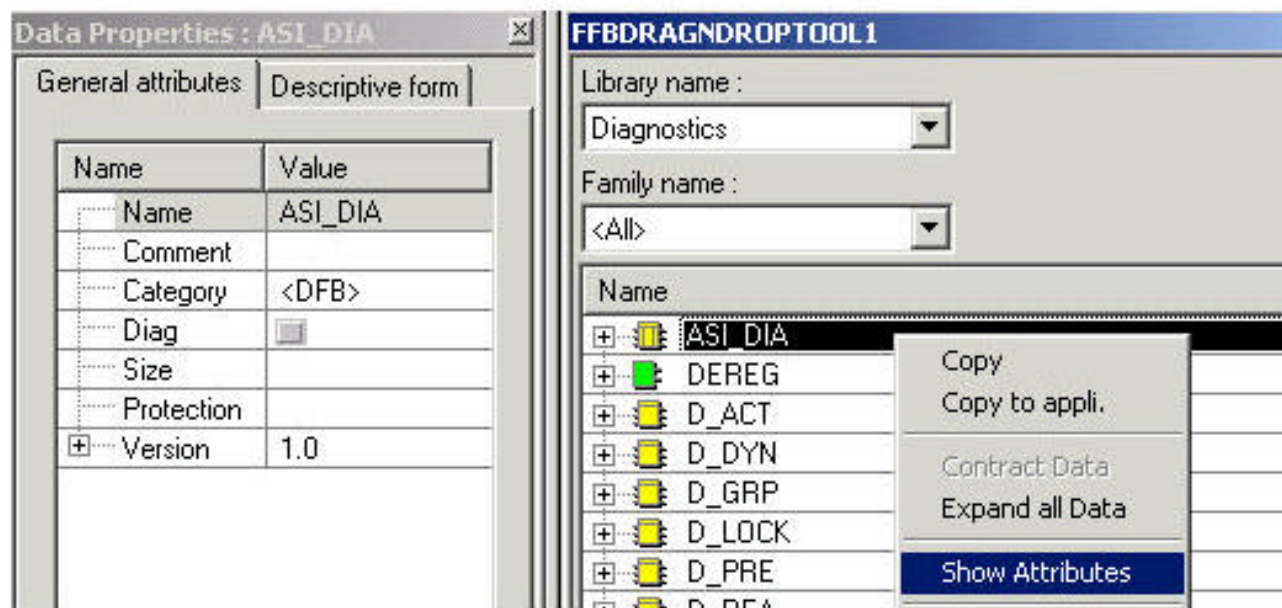 Data Properties : ASI_DIA
General attributes
Descriptive form
Name Value
Name ASI_DIA
Comment
Category <DFB>
Diag
Size
Protection
Version 1.0
FFBDRAGNDROPTOOL1
Library name :
Diagnostics
Family name :
<All>
Name
ASI_DIA
DEREG
D_ACT
D_DYN
D_GRP
D_LOCK
D_PRE
Copy
Copy to appli.
Contract Data
Expand all Data
Show Attributes